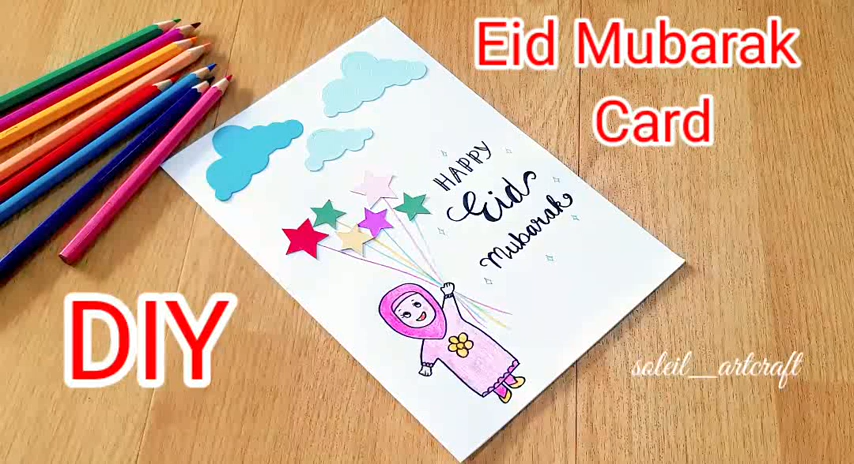 Eid Mubarak
Card
HAPPY
Eid
Mubarak
DIY
soleil__artcraft